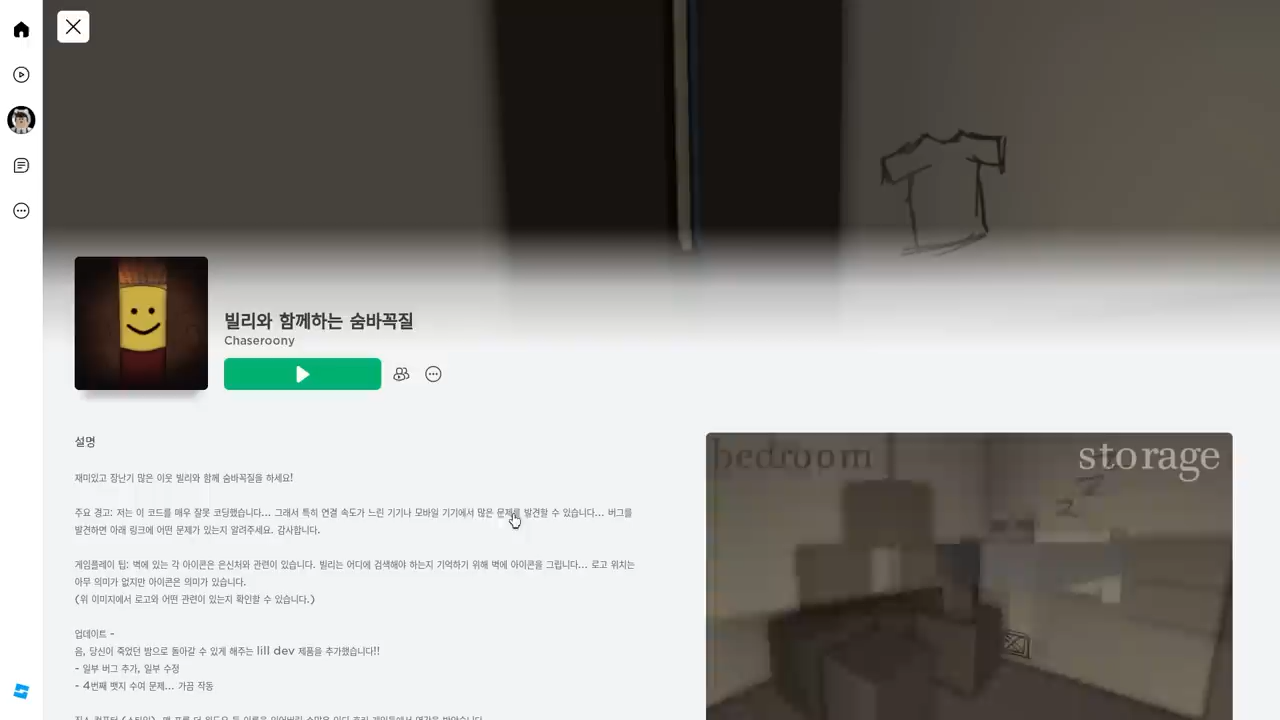 빌리와 함께하는 숨바꼭질
Chaseroony
설명
재미있고 장난기 많은 이웃 빌리와 함께 숨바꼭질을 하세요!
주요 경고: 저는 이 코드를 매우 잘못 코딩했습니다... 그래서 특히 연결 속도가 느린 기기나 모바일 기기에서 많은 문제를 발견할 수 있습니다... 버그를
발견하면 아래 링크에 어떤 문제가 있는지 알려주세요. 감사합니다.
게임플레이 팁: 벽에 있는 각 아이콘은 은신처와 관련이 있습니다. 빌리는 어디에 검색해야 하는지 기억하기 위해 벽에 아이콘을 그립니다... 로고 위치는
아무 의미가 없지만 아이콘은 의미가 있습니다.
(위 이미지에서 로고와 어떤 관련이 있는지 확인할 수 있습니다.)
업데이트 -
음, 당신이 죽었던 방으로 돌아갈 수 있게 해주는 lill dev 제품을 추가했습니다!!
- 일부 버그 추가, 일부 수정
- 4번째 뱃지 수여 문제... 가끔 작동
bedroom
storage